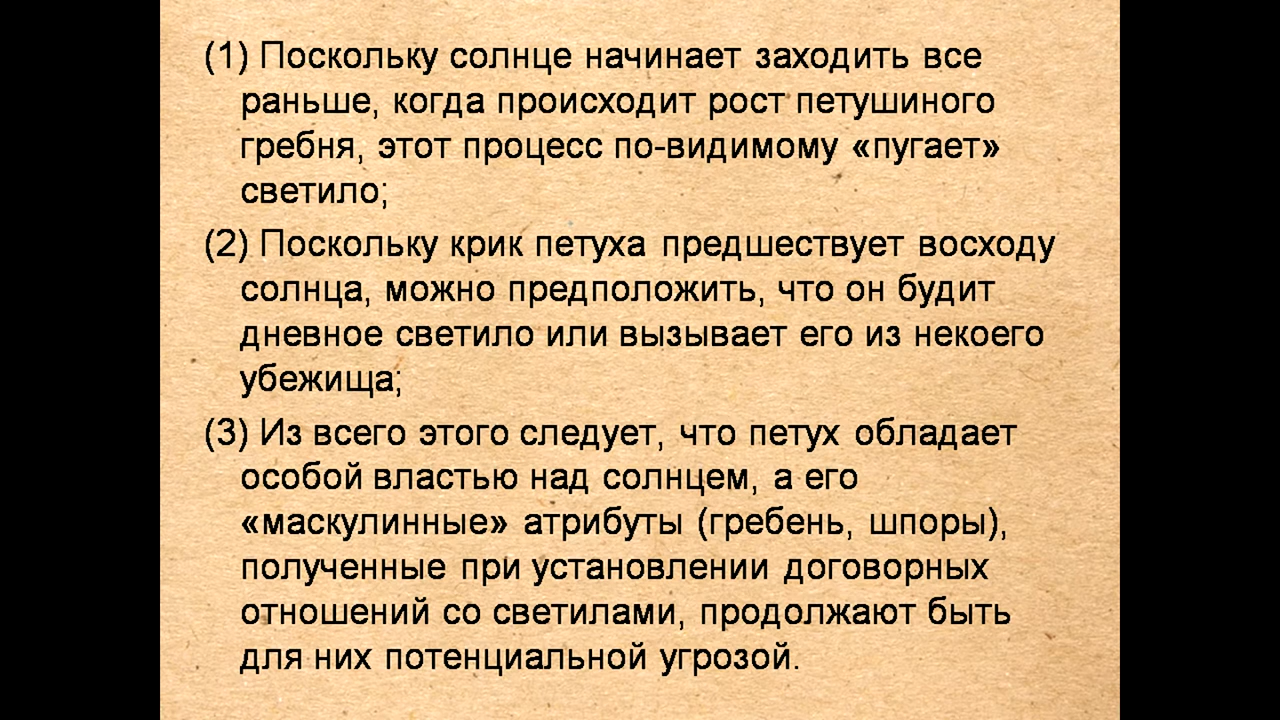 (1) Поскольку солнце начинает заходить все
раньше, когда происходит рост петушиного
гребня, этот процесс по-видимому «пугает»
светило;
(2) Поскольку крик петуха предшествует восходу
солнца, можно предположить, что он будит
дневное светило или вызывает его из некоего
убежища;
(3) Из всего этого следует, что петух обладает
особой властью над солнцем, а его
«маскулинные» атрибуты (гребень, шпоры),
полученные при установлении договорных
отношений со светилами, продолжают быть
для них потенциальной угрозой.